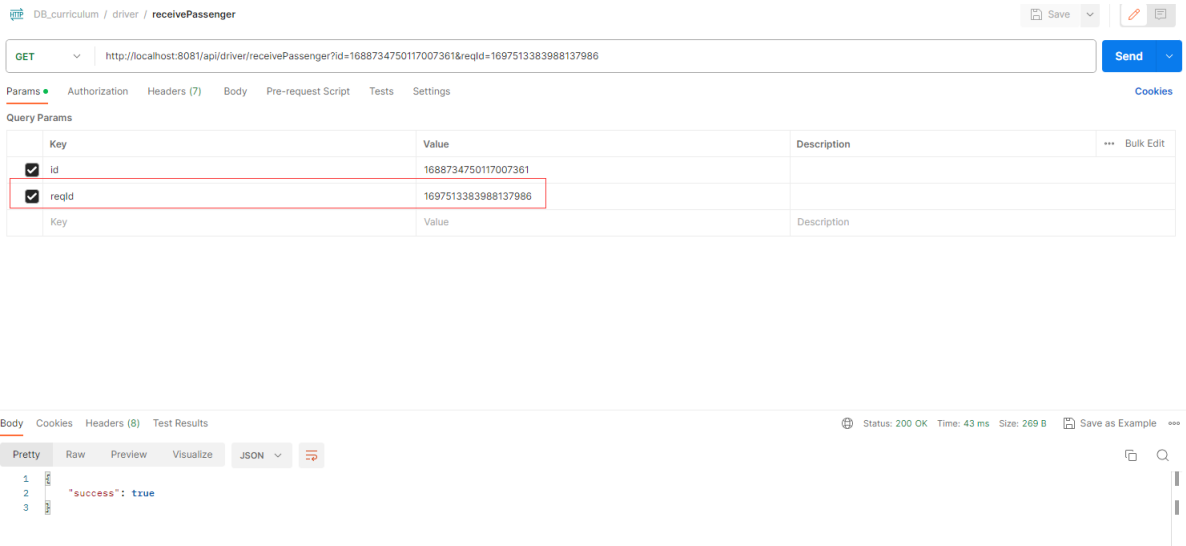 HTTP DB_curriculum / driver / receivePassenger Save
GET http://localhost:8081/api/driver/receivePassenger?id=1688734750117007361&reqId=1697513383988137986 Send
Params Authorization Headers (7) Body Pre-request Script Tests Settings Cookies
Query Params
Key Value Description ••• Bulk Edit
id 1688734750117007361
reqId 1697513383988137986
Key Value Description
Body Cookies Headers (8) Test Results Status: 200 OK Time: 43 ms Size: 269 B Save as Example
Pretty Raw Preview Visualize JSON
1 {
2 "success": true
3 }